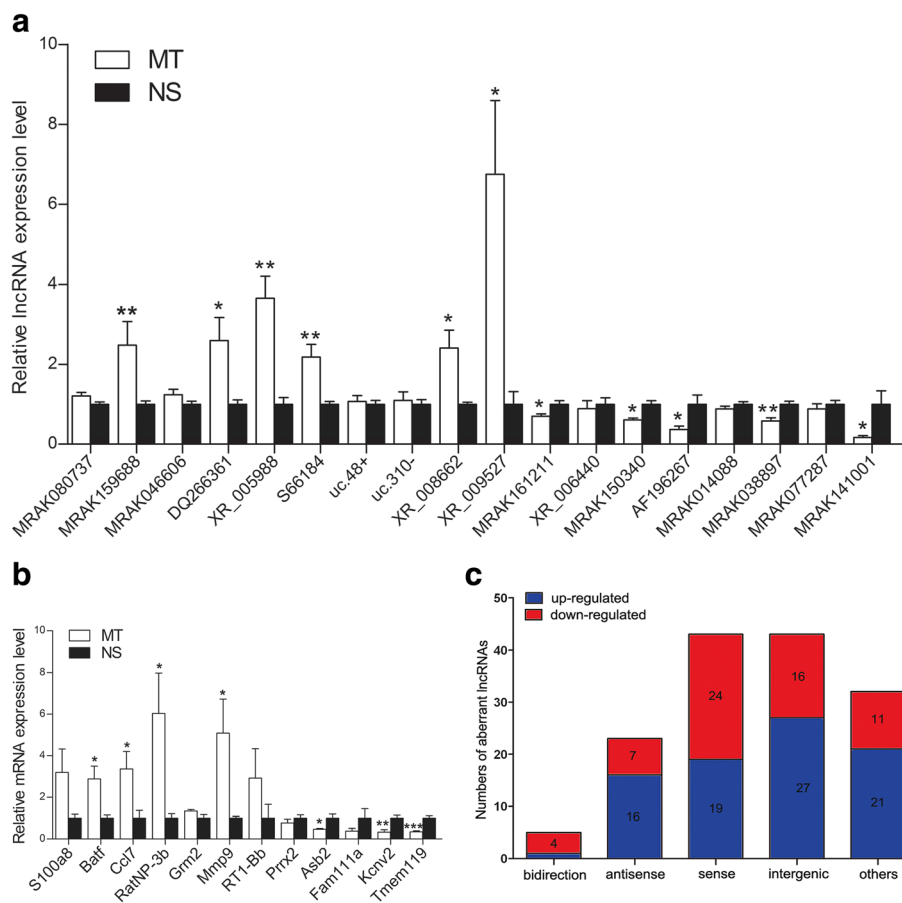 a
10
8
6
4
2
0
Relative lncRNA expression level
MT
NS
**
*
**
**
*
*
*
*
*
**
*
MRAK080737
MRAK159688
MRAK046606
DQ266361
XR_005988
S66184
uc.48+
uc.310-
XR_008662
XR_009527
MRAK161211
XR_006440
MRAK150340
AF196267
MRAK014088
MRAK038897
MRAK077287
MRAK141001
b
10
8
6
4
2
0
Relative mRNA expression level
MT
NS
*
*
*
*
*
**
***
S100a8
Batf
Ccl7
RatNP-3b
Grm2
Mmp9
RT1-Bb
Prrx2
Asb2
Fam111a
Kcnv2
Tmem119
c
50
40
30
20
10
0
Numbers of aberrant lncRNAs
up-regulated
down-regulated
4
7
16
24
19
16
27
11
21
bidirection
antisense
sense
intergenic
others